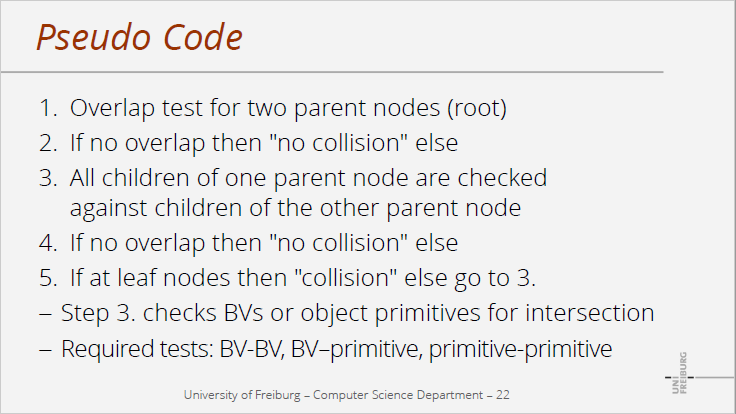 Pseudo Code
1. Overlap test for two parent nodes (root)
2. If no overlap then "no collision" else
3. All children of one parent node are checked
against children of the other parent node
4. If no overlap then "no collision" else
5. If at leaf nodes then "collision" else go to 3.
– Step 3. checks BVs or object primitives for intersection
– Required tests: BV-BV, BV–primitive, primitive-primitive
University of Freiburg – Computer Science Department – 22
UNI
FREIBURG